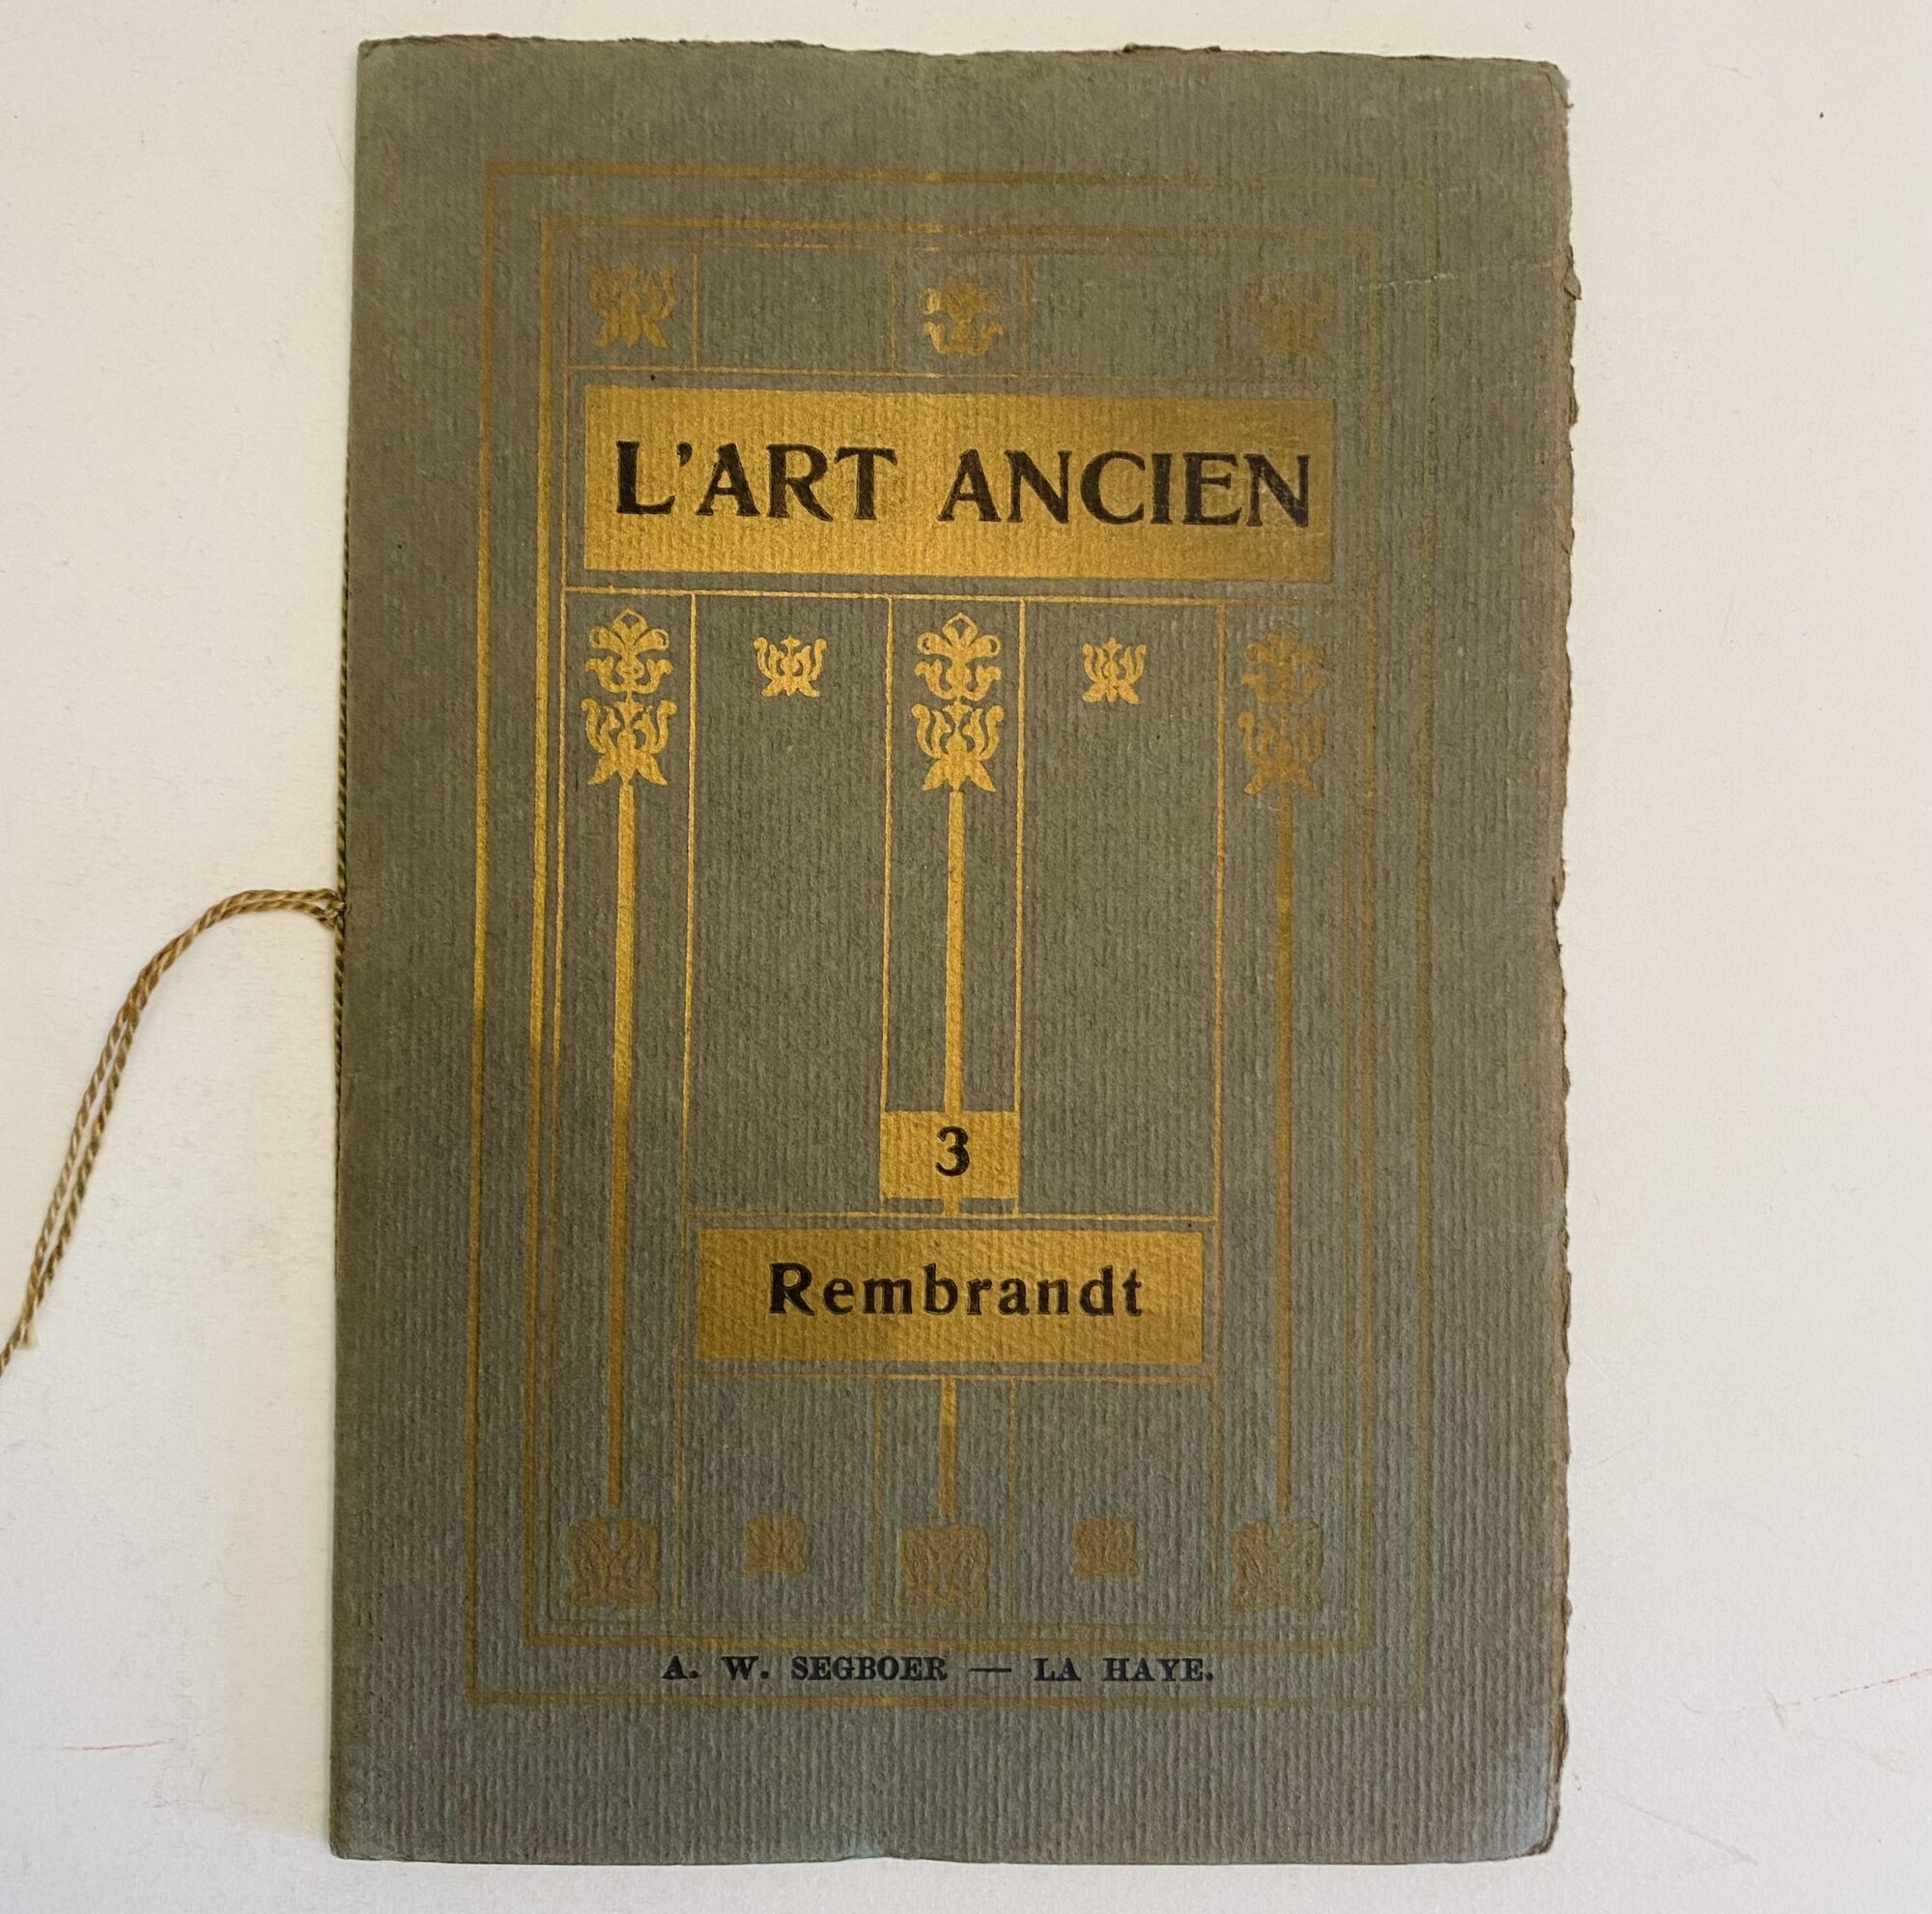 L'ART ANCIEN
3
Rembrandt
A. W. SEGBOER — LA HAYE.